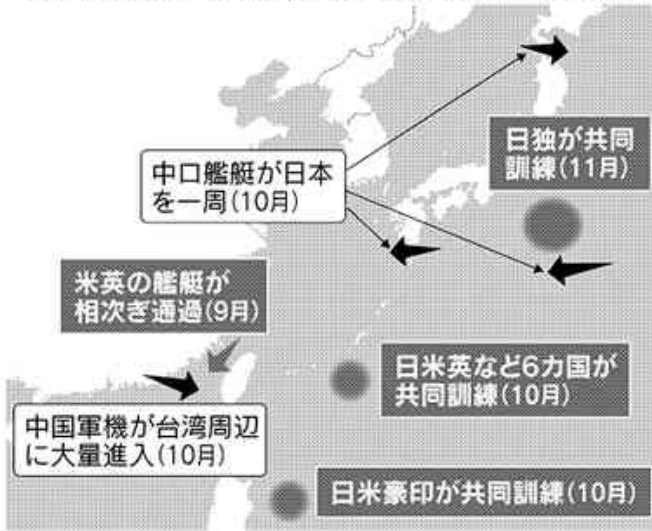 中ロ艦艇が日本
を一周(10月)
日独が共同
訓練(11月)
米英の艦艇が
相次ぎ通過(9月)
日米英など6カ国が
共同訓練(10月)
中国軍機が台湾周辺
に大量進入(10月)
日米豪印が共同訓練(10月)